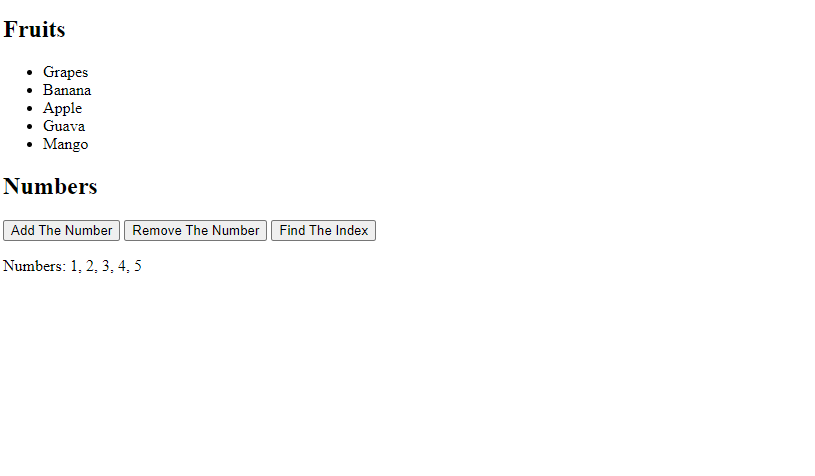 Fruits
Grapes
Banana
Apple
Guava
Mango
Numbers
Add The Number Remove The Number Find The Index
Numbers: 1, 2, 3, 4, 5